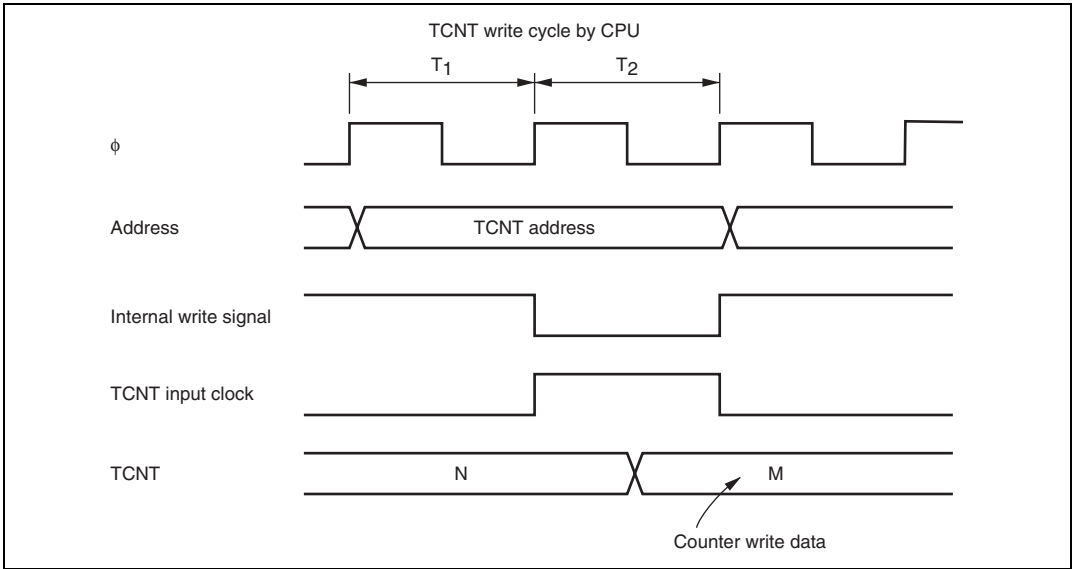 TCNT write cycle by CPU
T1 T2
ϕ
Address TCNT address
Internal write signal
TCNT input clock
TCNT N M
Counter write data